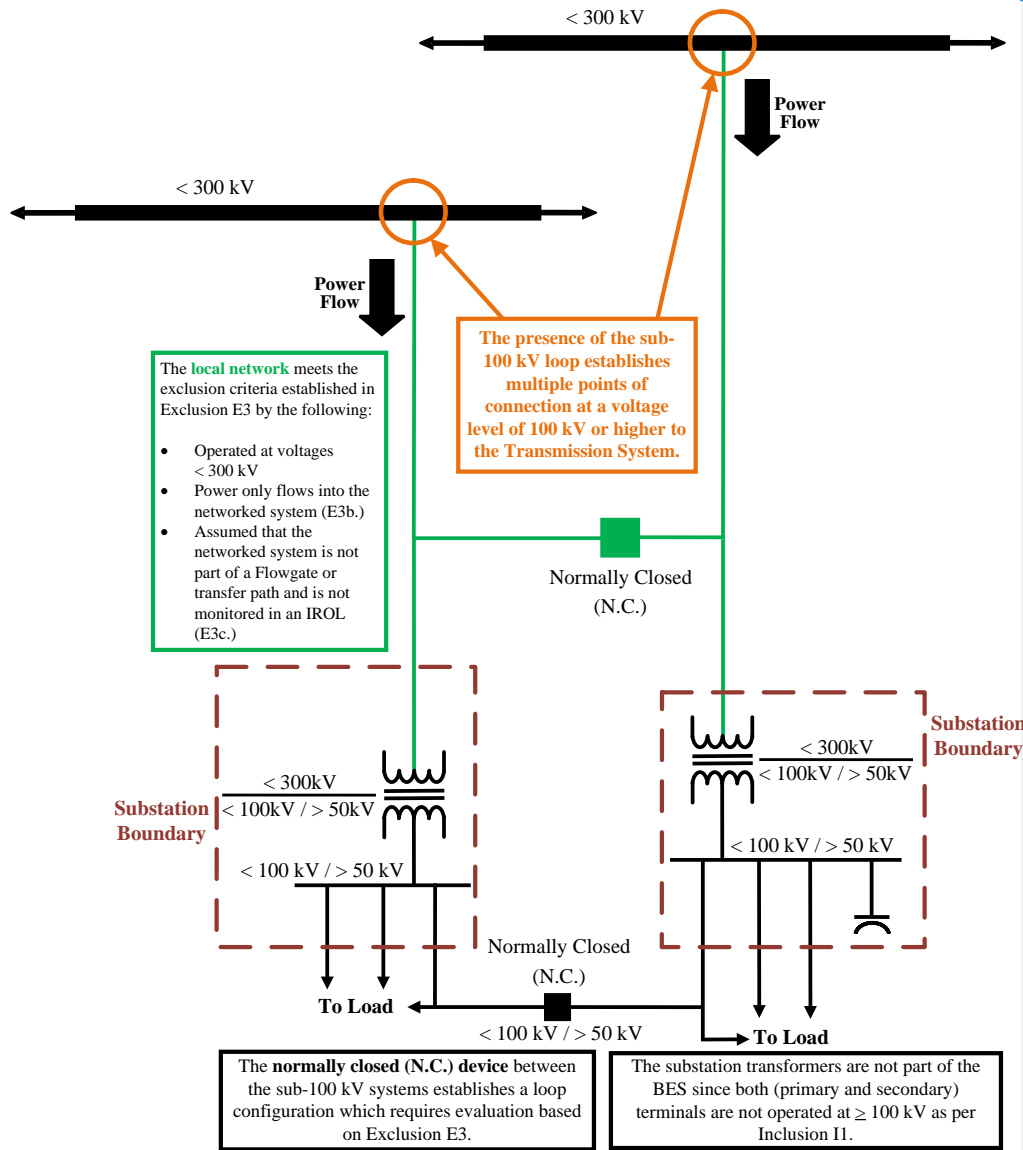 < 300 kV
Power
Flow
< 300 kV
Power
Flow
The presence of the sub-
100 kV loop establishes
multiple points of
connection at a voltage
level of 100 kV or higher to
the Transmission System.
The local network meets the
exclusion criteria established in
Exclusion E3 by the following:
• Operated at voltages
< 300 kV
• Power only flows into the
networked system (E3b.)
• Assumed that the
networked system is not
part of a Flowgate or
transfer path and is not
monitored in an IROL
(E3c.)
Normally Closed
(N.C.)
Substation
Boundary
< 300kV
< 100kV / > 50kV
< 300kV
< 100kV / > 50kV
Substation
Boundary
< 100 kV / > 50 kV
< 100 kV / > 50 kV
Normally Closed
(N.C.)
To Load
< 100 kV / > 50 kV
To Load
The normally closed (N.C.) device between
the sub-100 kV systems establishes a loop
configuration which requires evaluation based
on Exclusion E3.
The substation transformers are not part of the
BES since both (primary and secondary)
terminals are not operated at ≥ 100 kV as per
Inclusion I1.